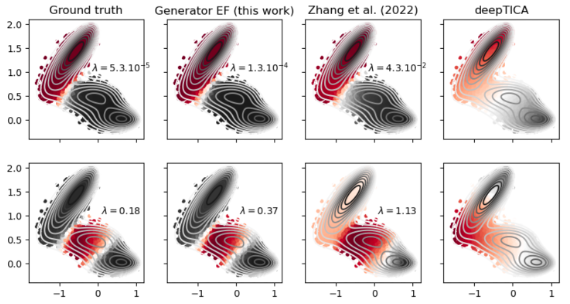 Ground truth Generator EF (this work) Zhang et al. (2022) deepTICA
2.0
1.5
λ = 5.3.10⁻⁵ λ = 1.3.10⁻⁴ λ = 4.3.10⁻²
1.0
0.5
0.0
2.0
1.5
λ = 0.18 λ = 0.37 λ = 1.13
1.0
0.5
0.0
−1 0 1 −1 0 1 −1 0 1 −1 0 1